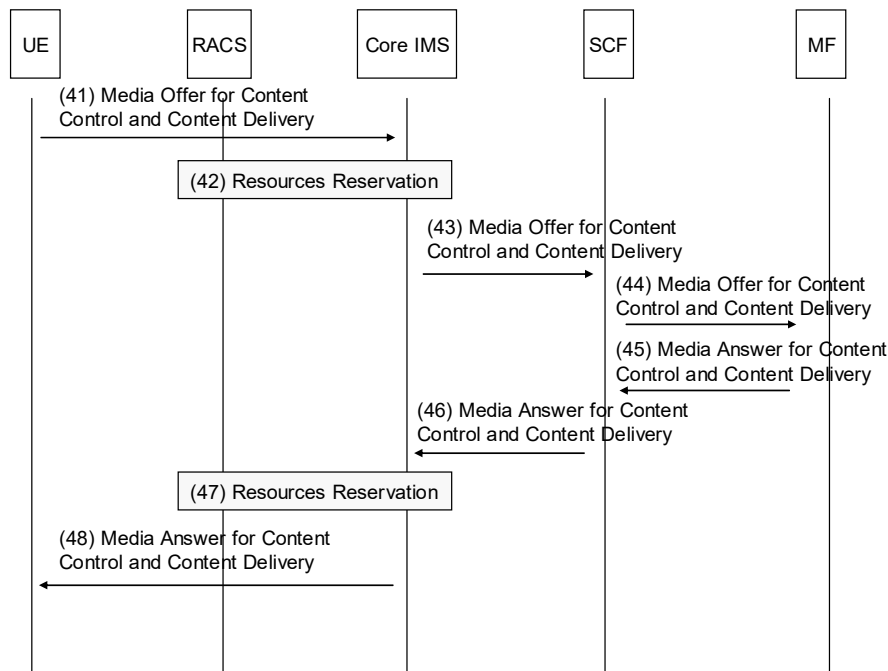 UE
RACS
Core IMS
SCF
MF
(41) Media Offer for Content
Control and Content Delivery
(42) Resources Reservation
(43) Media Offer for Content
Control and Content Delivery
(44) Media Offer for Content
Control and Content Delivery
(45) Media Answer for Content
Control and Content Delivery
(46) Media Answer for Content
Control and Content Delivery
(47) Resources Reservation
(48) Media Answer for Content
Control and Content Delivery